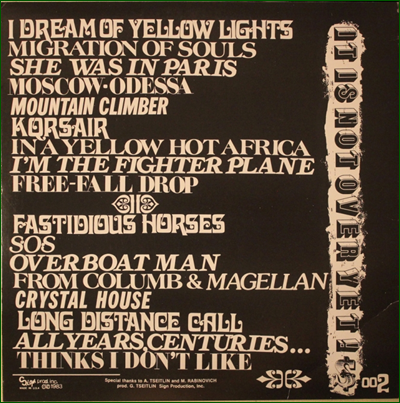 I DREAM OF YELLOW LIGHTS
MIGRATION OF SOULS
SHE WAS IN PARIS
MOSCOW-ODESSA
MOUNTAIN CLIMBER
KORSAIR
IN A YELLOW HOT AFRICA
I'M THE FIGHTER PLANE
FREE-FALL DROP
FASTIDIOUS HORSES
SOS
OVERBOAT MAN
FROM COLUMB & MAGELLAN
CRYSTAL HOUSE
LONG DISTANCE CALL
ALL YEARS, CENTURIES...
THINKS I DON'T LIKE
IT IS NOT OVER YET
prod. inc.
1983
Special thanks to A. TSEITLIN and M. RABINOVICH
prod. G. TSEITLIN Sign Production, Inc.
002